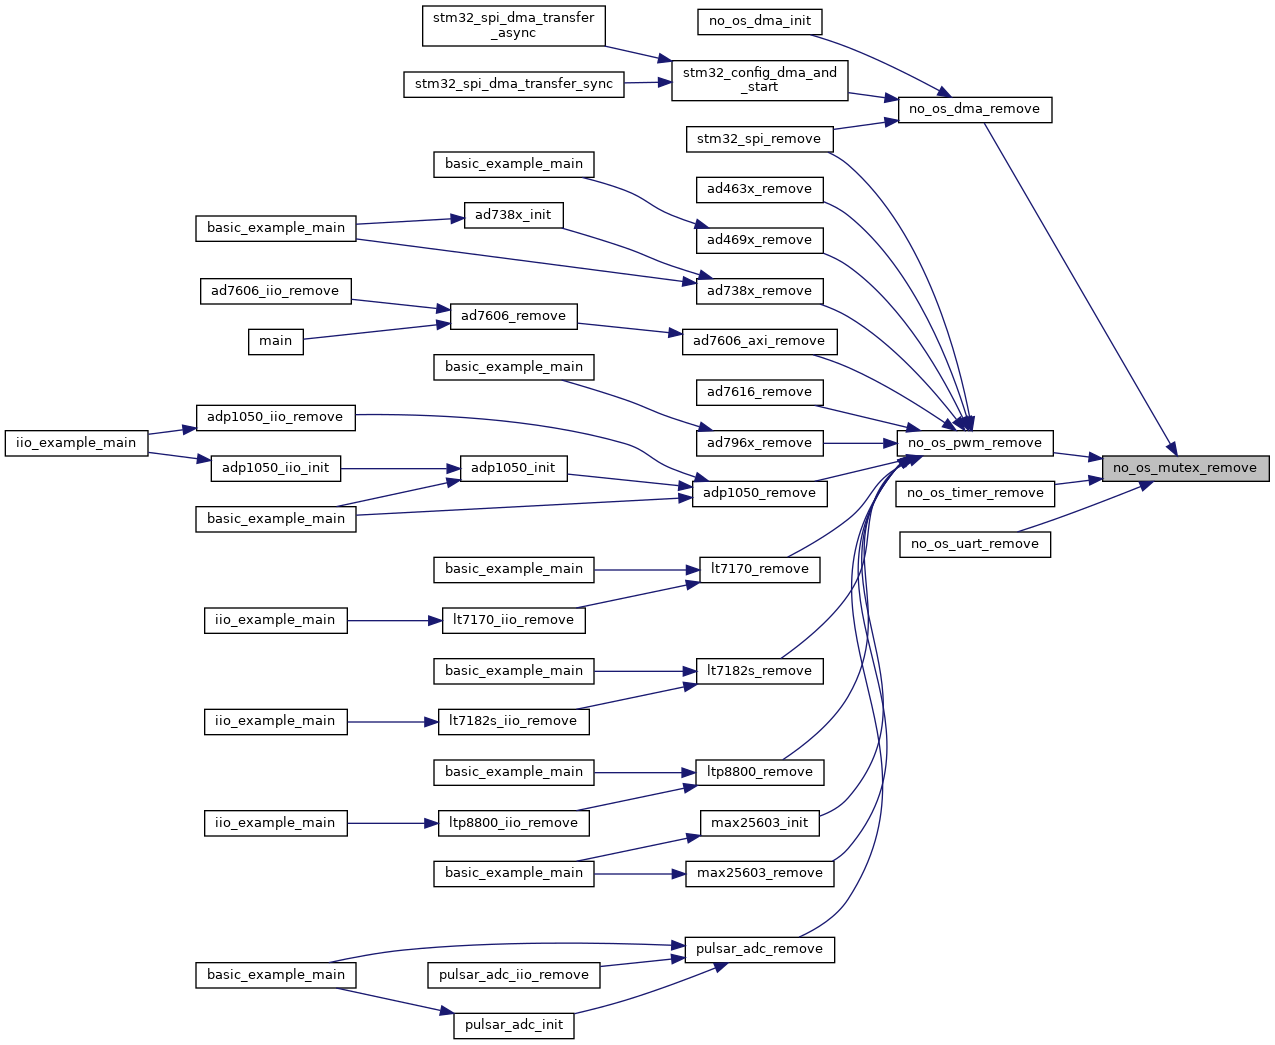 stm32_spi_dma_transfer
_async
no_os_dma_init
stm32_config_dma_and
_start
stm32_spi_dma_transfer_sync
no_os_dma_remove
stm32_spi_remove
basic_example_main
ad463x_remove
ad738x_init
basic_example_main
ad469x_remove
ad7606_iio_remove
ad738x_remove
ad7606_remove
main
ad7606_axi_remove
basic_example_main
ad7616_remove
adp1050_iio_remove
iio_example_main
ad796x_remove
no_os_pwm_remove
adp1050_iio_init
adp1050_init
no_os_mutex_remove
adp1050_remove
no_os_timer_remove
basic_example_main
no_os_uart_remove
basic_example_main
lt7170_remove
iio_example_main
lt7170_iio_remove
basic_example_main
lt7182s_remove
iio_example_main
lt7182s_iio_remove
basic_example_main
ltp8800_remove
iio_example_main
ltp8800_iio_remove
max25603_init
basic_example_main
max25603_remove
pulsar_adc_remove
basic_example_main
pulsar_adc_iio_remove
pulsar_adc_init